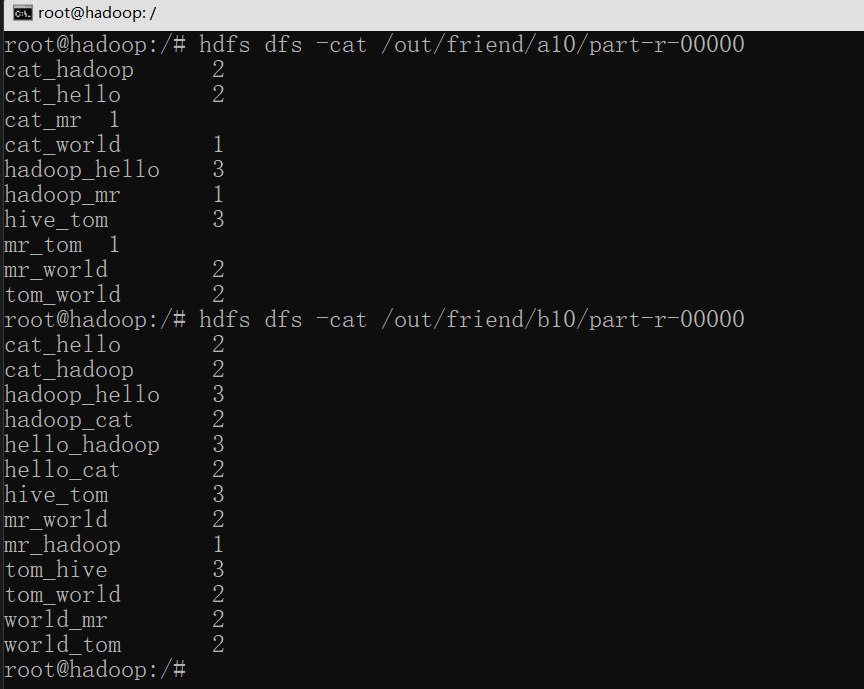 root@hadoop: /
root@hadoop:/# hdfs dfs -cat /out/friend/a10/part-r-00000
cat_hadoop 2
cat_hello 2
cat_mr 1
cat_world 1
hadoop_hello 3
hadoop_mr 1
hive_tom 3
mr_tom 1
mr_world 2
tom_world 2
root@hadoop:/# hdfs dfs -cat /out/friend/b10/part-r-00000
cat_hello 2
cat_hadoop 2
hadoop_hello 3
hadoop_cat 2
hello_hadoop 3
hello_cat 2
hive_tom 3
mr_world 2
mr_hadoop 1
tom_hive 3
tom_world 2
world_mr 2
world_tom 2
root@hadoop:/#